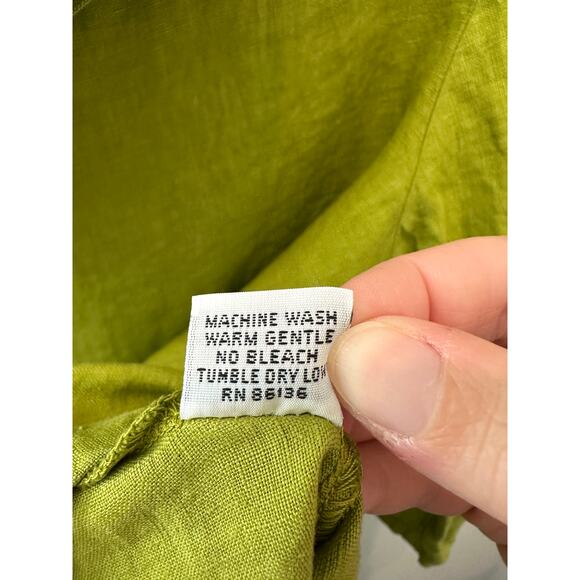 MACHINE WASH
WARM GENTLE
NO BLEACH
TUMBLE DRY LOW
RN 86136